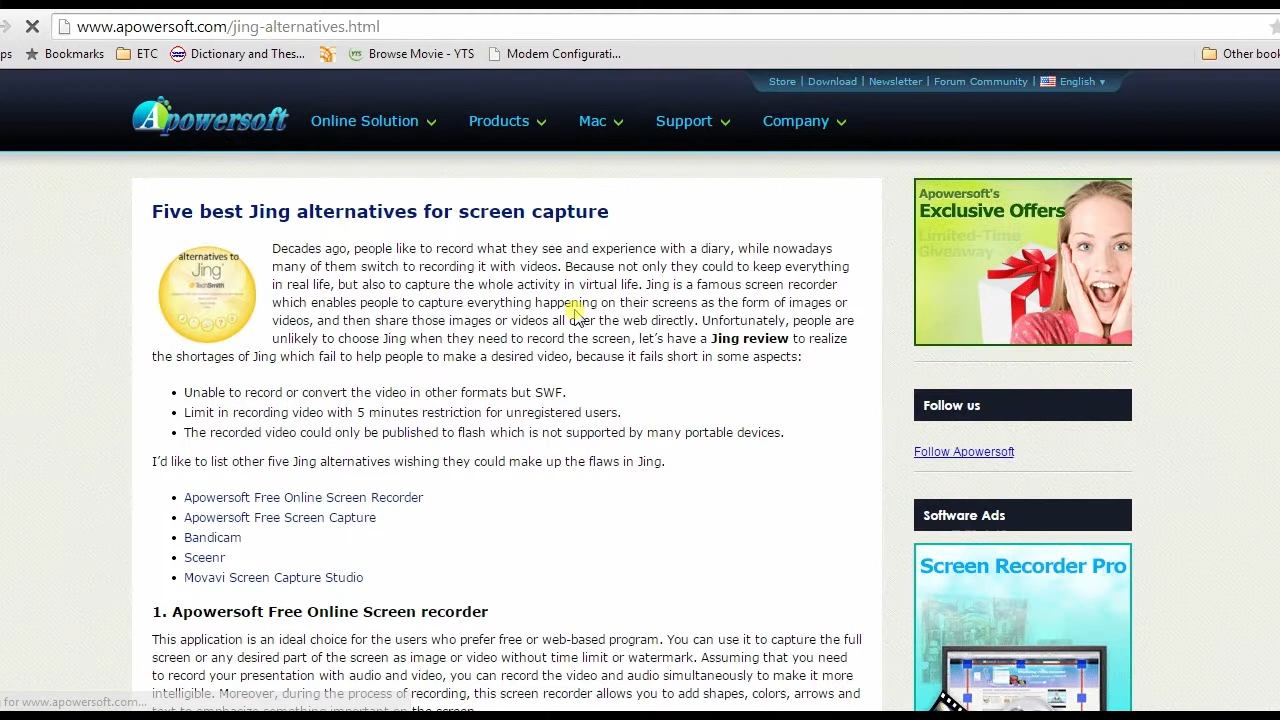 www.apowersoft.com/jing-alternatives.html
ps Bookmarks ETC Dictionary and Thes... Browse Movie - YTS Modem Configurati... Other book
Store | Download | Newsletter | Forum Community | English
Apowersoft Online Solution Products Mac Support Company
Five best Jing alternatives for screen capture
alternatives to
Jing
TechSmith
Decades ago, people like to record what they see and experience with a diary, while nowadays
many of them switch to recording it with videos. Because not only they could to keep everything
in real life, but also to capture the whole activity in virtual life. Jing is a famous screen recorder
which enables people to capture everything happening on their screens as the form of images or
videos, and then share those images or videos all over the web directly. Unfortunately, people are
unlikely to choose Jing when they need to record the screen, let's have a Jing review to realize
the shortages of Jing which fail to help people to make a desired video, because it fails short in some aspects:
• Unable to record or convert the video in other formats but SWF.
• Limit in recording video with 5 minutes restriction for unregistered users.
• The recorded video could only be published to flash which is not supported by many portable devices.
I'd like to list other five Jing alternatives wishing they could make up the flaws in Jing.
• Apowersoft Free Online Screen Recorder
• Apowersoft Free Screen Capture
• Bandicam
• Sceenr
• Movavi Screen Capture Studio
1. Apowersoft Free Online Screen recorder
This application is an ideal choice for the users who prefer free or web-based program. You can use it to capture the full
screen or any desired part of the screen as image or video without time limit or watermark. Assuming that you need
to record your presentation with audio and video, you can record the video and audio simultaneously to make it more
intelligible. Moreover, during the process of recording, this screen recorder allows you to add shapes, colors, arrows and
text to emphasize something important on the screen.
for www.apowersoft.com...
Apowersoft's
Exclusive Offers
Limited-Time
Giveaway
Follow us
Follow Apowersoft
Software Ads
Screen Recorder Pro